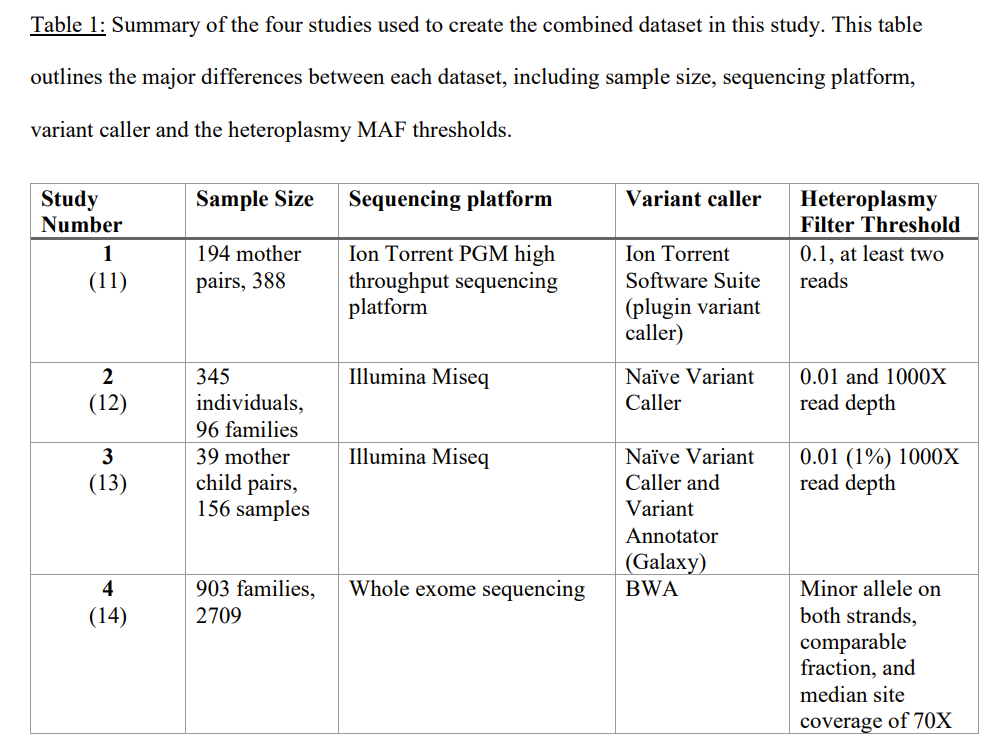 Table 1: Summary of the four studies used to create the combined dataset in this study. This table
outlines the major differences between each dataset, including sample size, sequencing platform,
variant caller and the heteroplasmy MAF thresholds.
Study
Number
Sample Size
Sequencing platform
Variant caller
Heteroplasmy
Filter Threshold
1
(11)
194 mother
pairs, 388
Ion Torrent PGM high
throughput sequencing
platform
Ion Torrent
Software Suite
(plugin variant
caller)
0.1, at least two
reads
2
(12)
345
individuals,
96 families
Illumina Miseq
Naïve Variant
Caller
0.01 and 1000X
read depth
3
(13)
39 mother
child pairs,
156 samples
Illumina Miseq
Naïve Variant
Caller and
Variant
Annotator
(Galaxy)
0.01 (1%) 1000X
read depth
4
(14)
903 families,
2709
Whole exome sequencing
BWA
Minor allele on
both strands,
comparable
fraction, and
median site
coverage of 70X